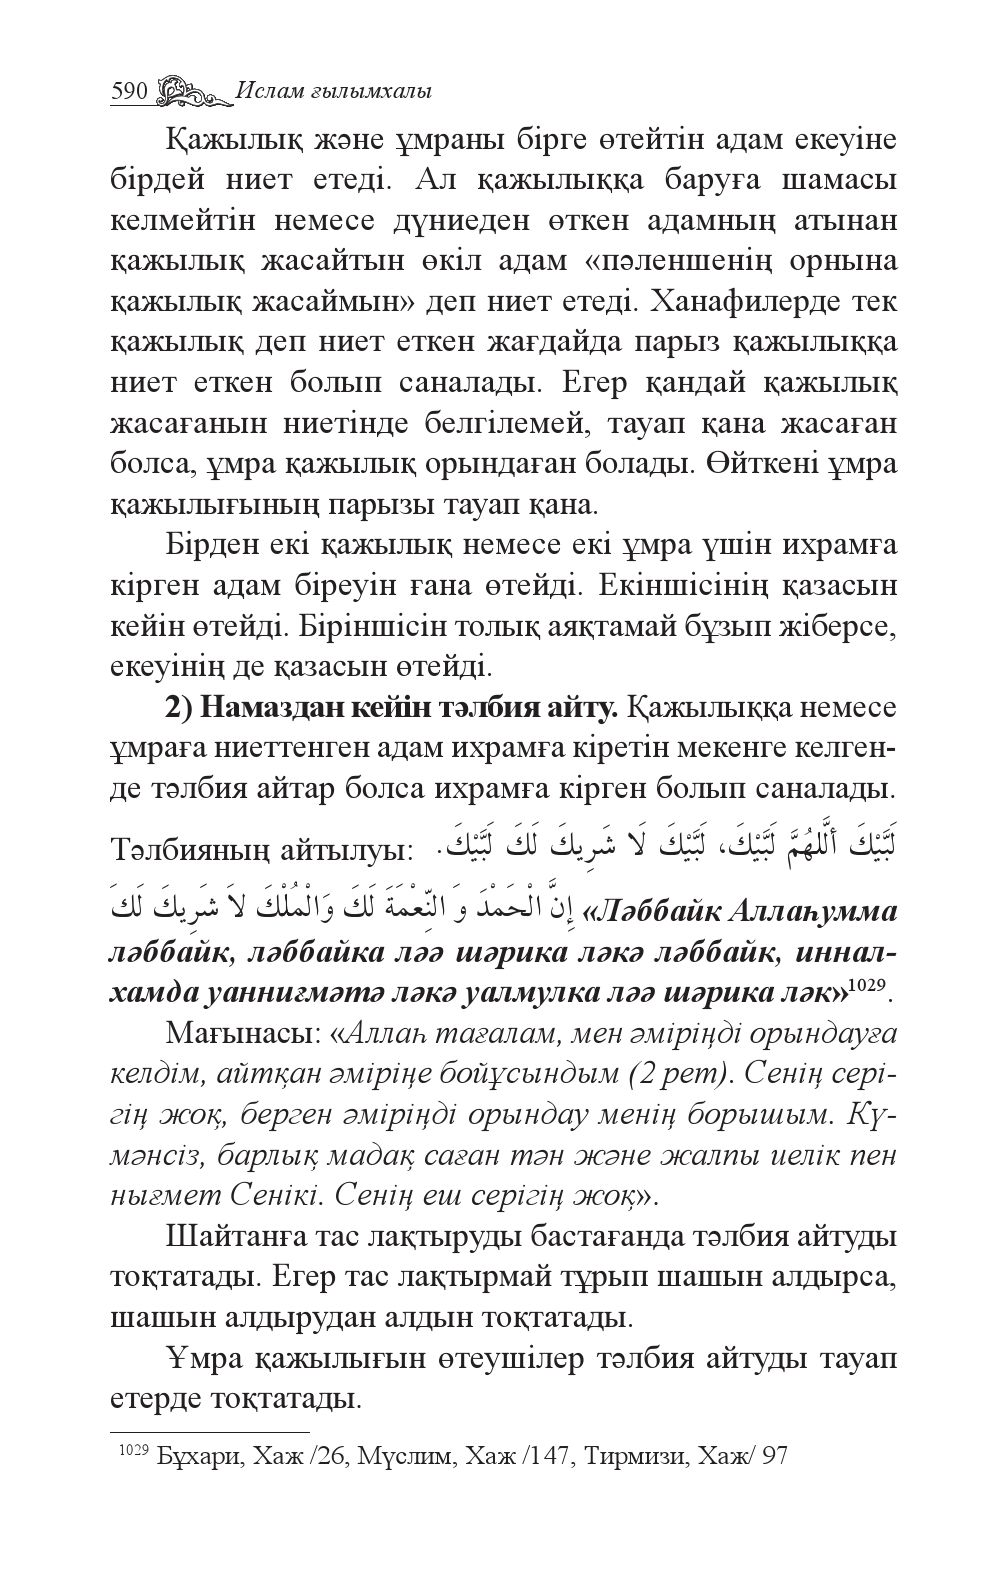 590 Ислам ғылымхалы
Қажылық және ұмраны бірге өтейтін адам екеуіне
бірдей ниет етеді. Ал қажылыққа баруға шамасы
келмейтін немесе дүниеден өткен адамның атынан
қажылық жасайтын өкіл адам «пәленшенің орнына
қажылық жасаймын» деп ниет етеді. Ханафилерде тек
қажылық деп ниет еткен жағдайда парыз қажылыққа
ниет еткен болып саналады. Егер қандай қажылық
жасағанын ниетінде белгілемей, тауап қана жасаған
болса, ұмра қажылық орындаған болады. Өйткені ұмра
қажылығының парызы тауап қана.
Бірден екі қажылық немесе екі ұмра үшін ихрамға
кірген адам біреуін ғана өтейді. Екіншісінің қазасын
кейін өтейді. Біріншісін толық аяқтамай бұзып жіберсе,
екеуінің де қазасын өтейді.
2) Намаздан кейін тәлбия айту. Қажылыққа немесе
ұмраға ниеттенген адам ихрамға кіретін мекенге келген-
де тәлбия айтар болса ихрамға кірген болып саналады.
Тәлбияның айтылуы: لَبَّيْكَ أَللَّهُمَّ لَبَّيْكَ، لَبَّيْكَ لَا شَرِيكَ لَكَ لَبَّيْكَ.
إِنَّ الْحَمْدَ وَ النِّعْمَةَ لَكَ وَالْمُلْكَ لاَ شَرِيكَ لَكَ «Ләббайк Аллаһумма
ләббайк, ләббайка ләә шәрика ләкә ләббайк, иннал-
хамда уанниғмәтә ләкә уалмулка ләә шәрика ләк»1029.
Мағынасы: «Аллаһ тағалам, мен әміріңді орындауға
келдім, айтқан әміріңе бойұсындым (2 рет). Сенің сері-
гің жоқ, берген әміріңді орындау менің борышым. Кү-
мәнсіз, барлық мадақ саған тән және жалпы иелік пен
нығмет Сенікі. Сенің еш серігің жоқ».
Шайтанға тас лақтыруды бастағанда тәлбия айтуды
тоқтатады. Егер тас лақтырмай тұрып шашын алдырса,
шашын алдырудан алдын тоқтатады.
Ұмра қажылығын өтеушілер тәлбия айтуды тауап
етерде тоқтатады.
1029 Бұхари, Хаж /26, Мүслим, Хаж /147, Тирмизи, Хаж/ 97